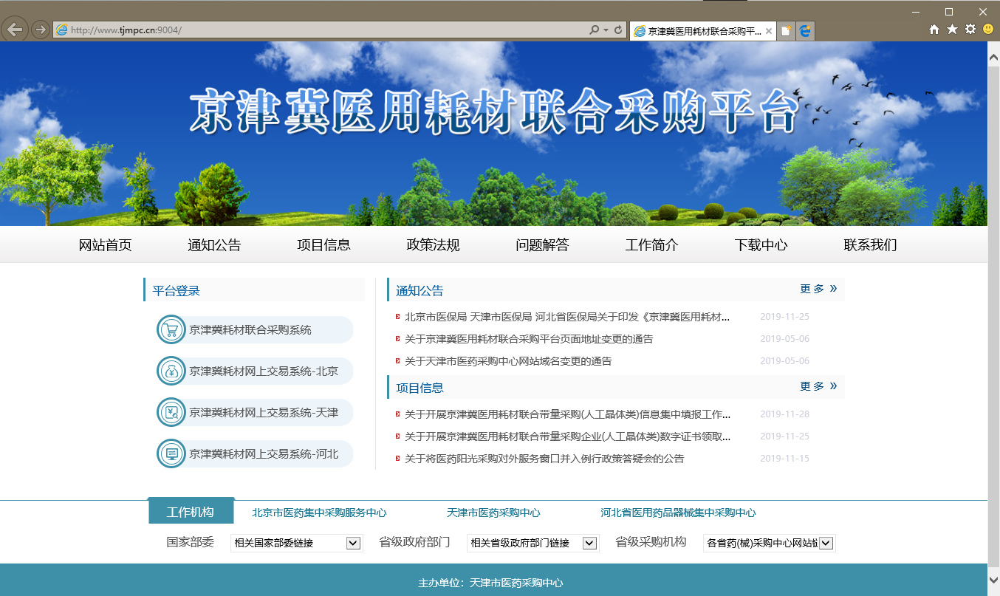 http://www.tjmpc.cn:9004/
京津冀医用耗材联合采购平...
京津冀医用耗材联合采购平台
网站首页 通知公告 项目信息 政策法规 问题解答 工作简介 下载中心 联系我们
平台登录
京津冀耗材联合采购系统
京津冀耗材网上交易系统-北京
京津冀耗材网上交易系统-天津
京津冀耗材网上交易系统-河北
通知公告 更多 »
北京市医保局 天津市医保局 河北省医保局关于印发《京津冀医用耗材... 2019-11-25
关于京津冀医用耗材联合采购平台页面地址变更的通告 2019-05-06
关于天津市医药采购中心网站域名变更的通告 2019-05-06
项目信息 更多 »
关于开展京津冀医用耗材联合带量采购(人工晶体类)信息集中填报工作... 2019-11-28
关于开展京津冀医用耗材联合带量采购企业(人工晶体类)数字证书领取... 2019-11-25
关于将医药阳光采购对外服务窗口并入例行政策答疑会的公告 2019-11-15
工作机构 北京市医药集中采购服务中心 天津市医药采购中心 河北省医用药品器械集中采购中心
国家部委 相关国家部委链接 省级政府部门 相关省级政府部门链接 省级采购机构 各省药(械)采购中心网站链
主办单位：天津市医药采购中心